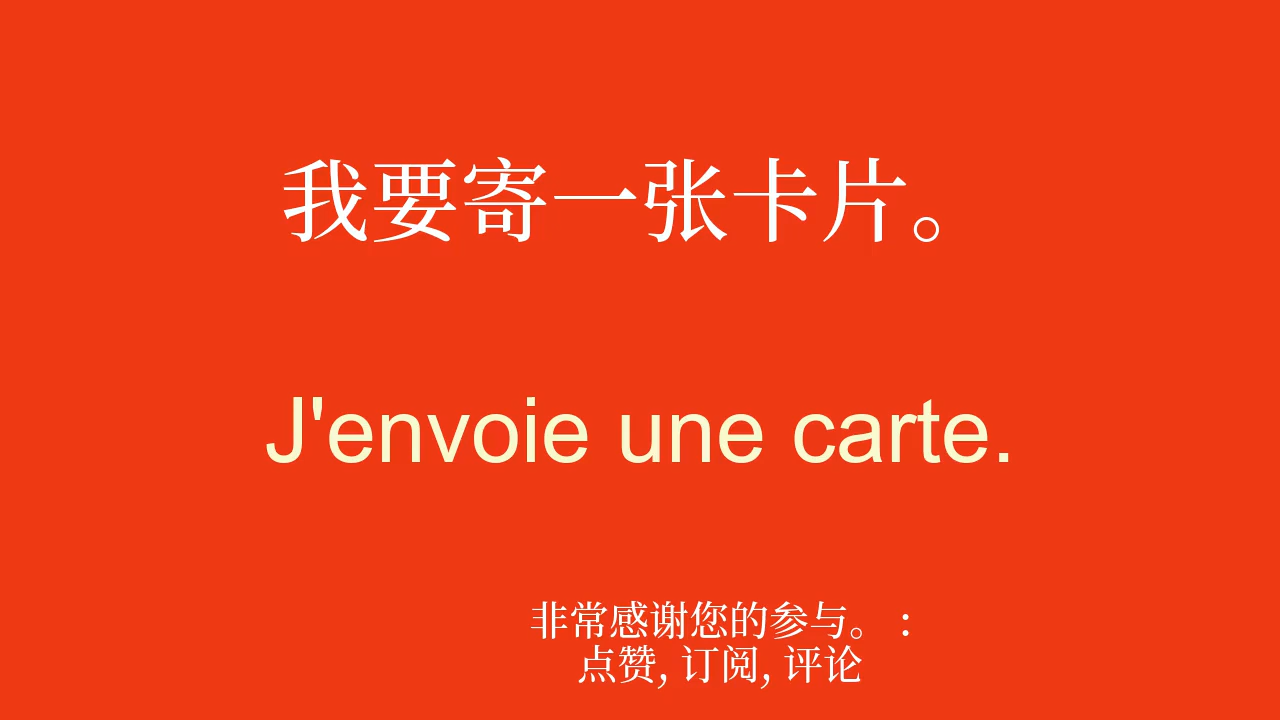 我要寄一张卡片。
J'envoie une carte.
非常感谢您的参与。 :
点赞, 订阅, 评论